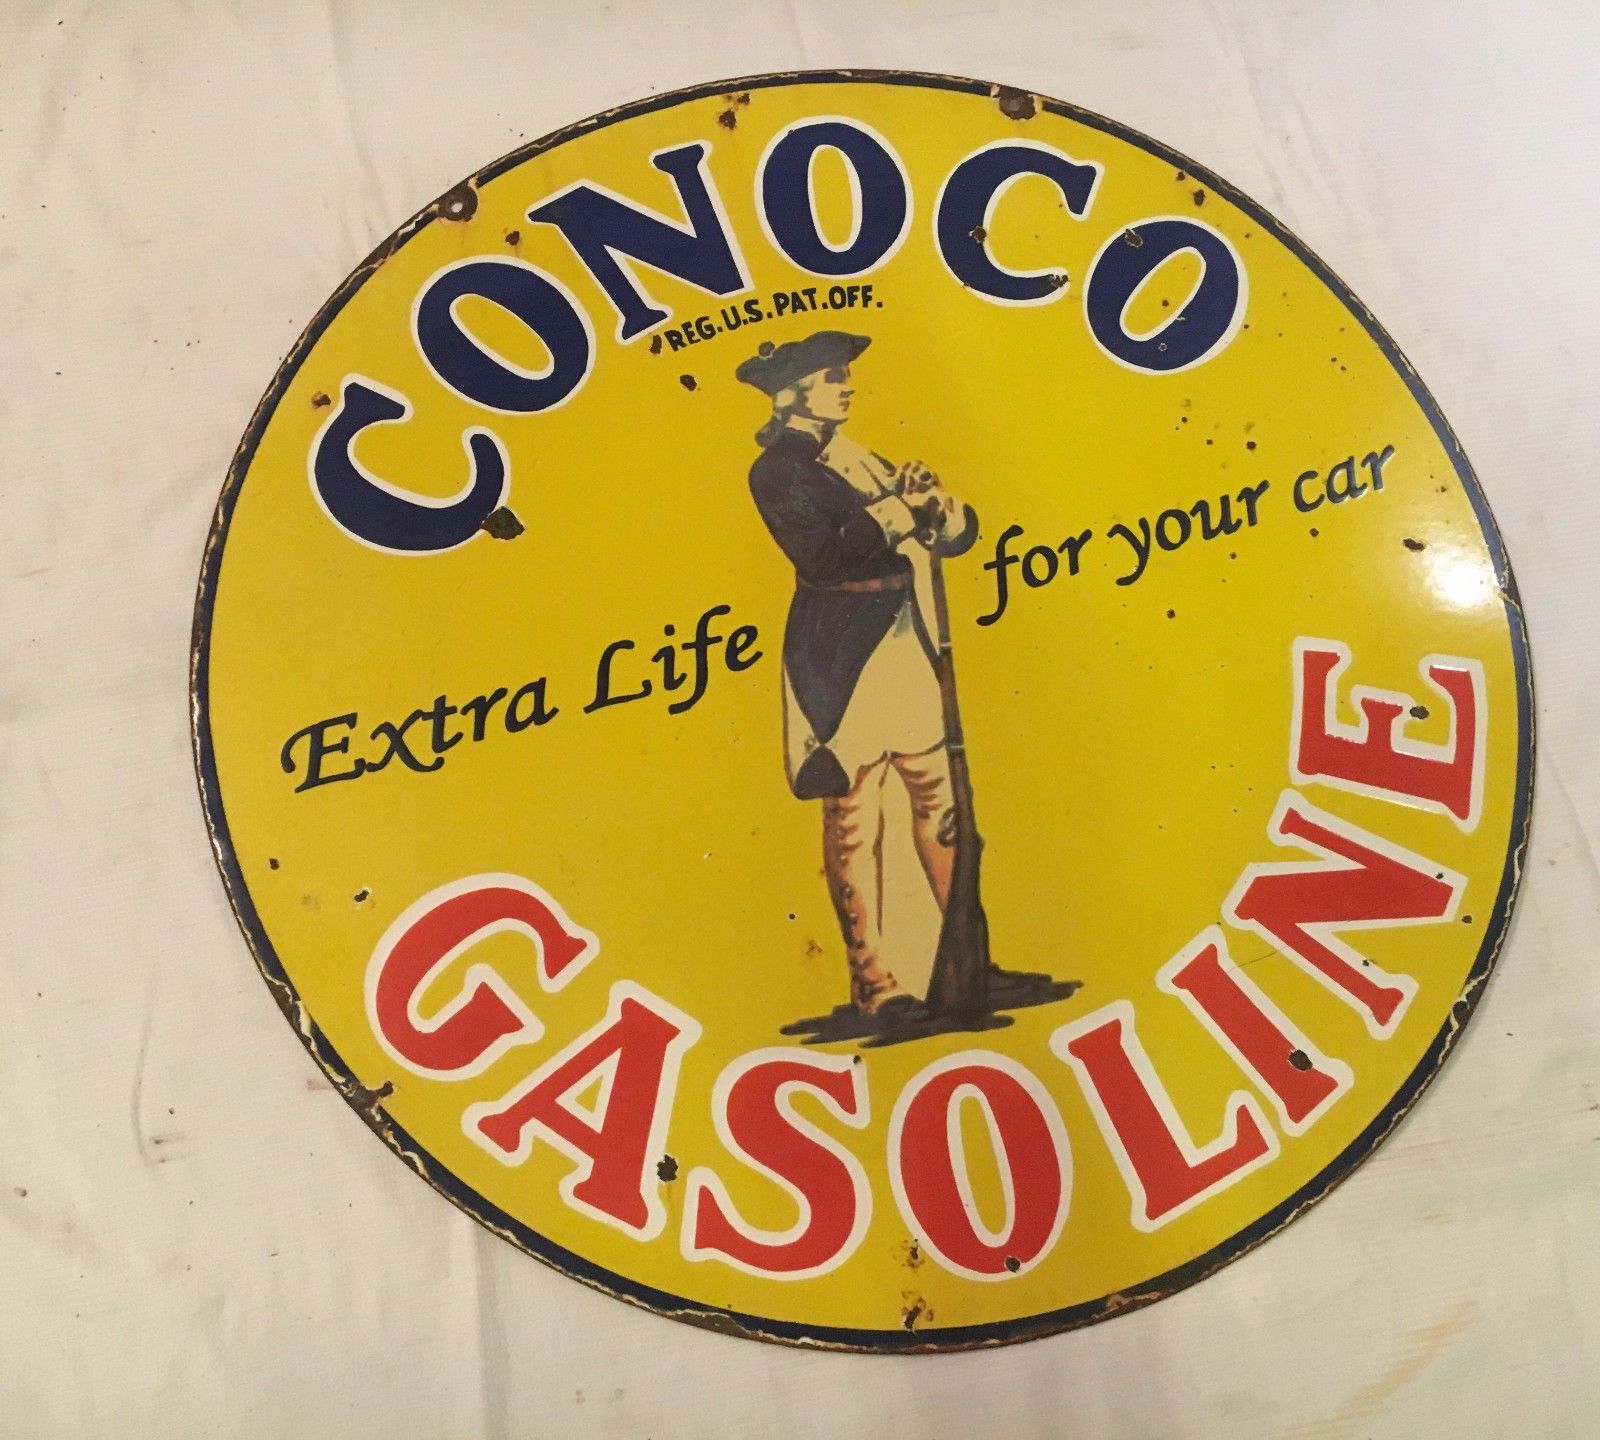 CONOCO
REG. U.S. PAT. OFF.
Extra Life for your car
GASOLINE